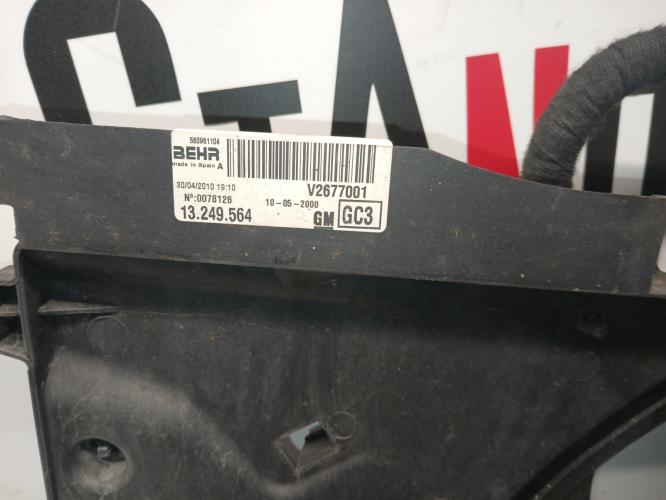 STAN
560961104
BEHR
made in Spain A
30/04/2010 19:10
V2677001
Nº:0078126
10-05-2000
13.249.564
GM GC3